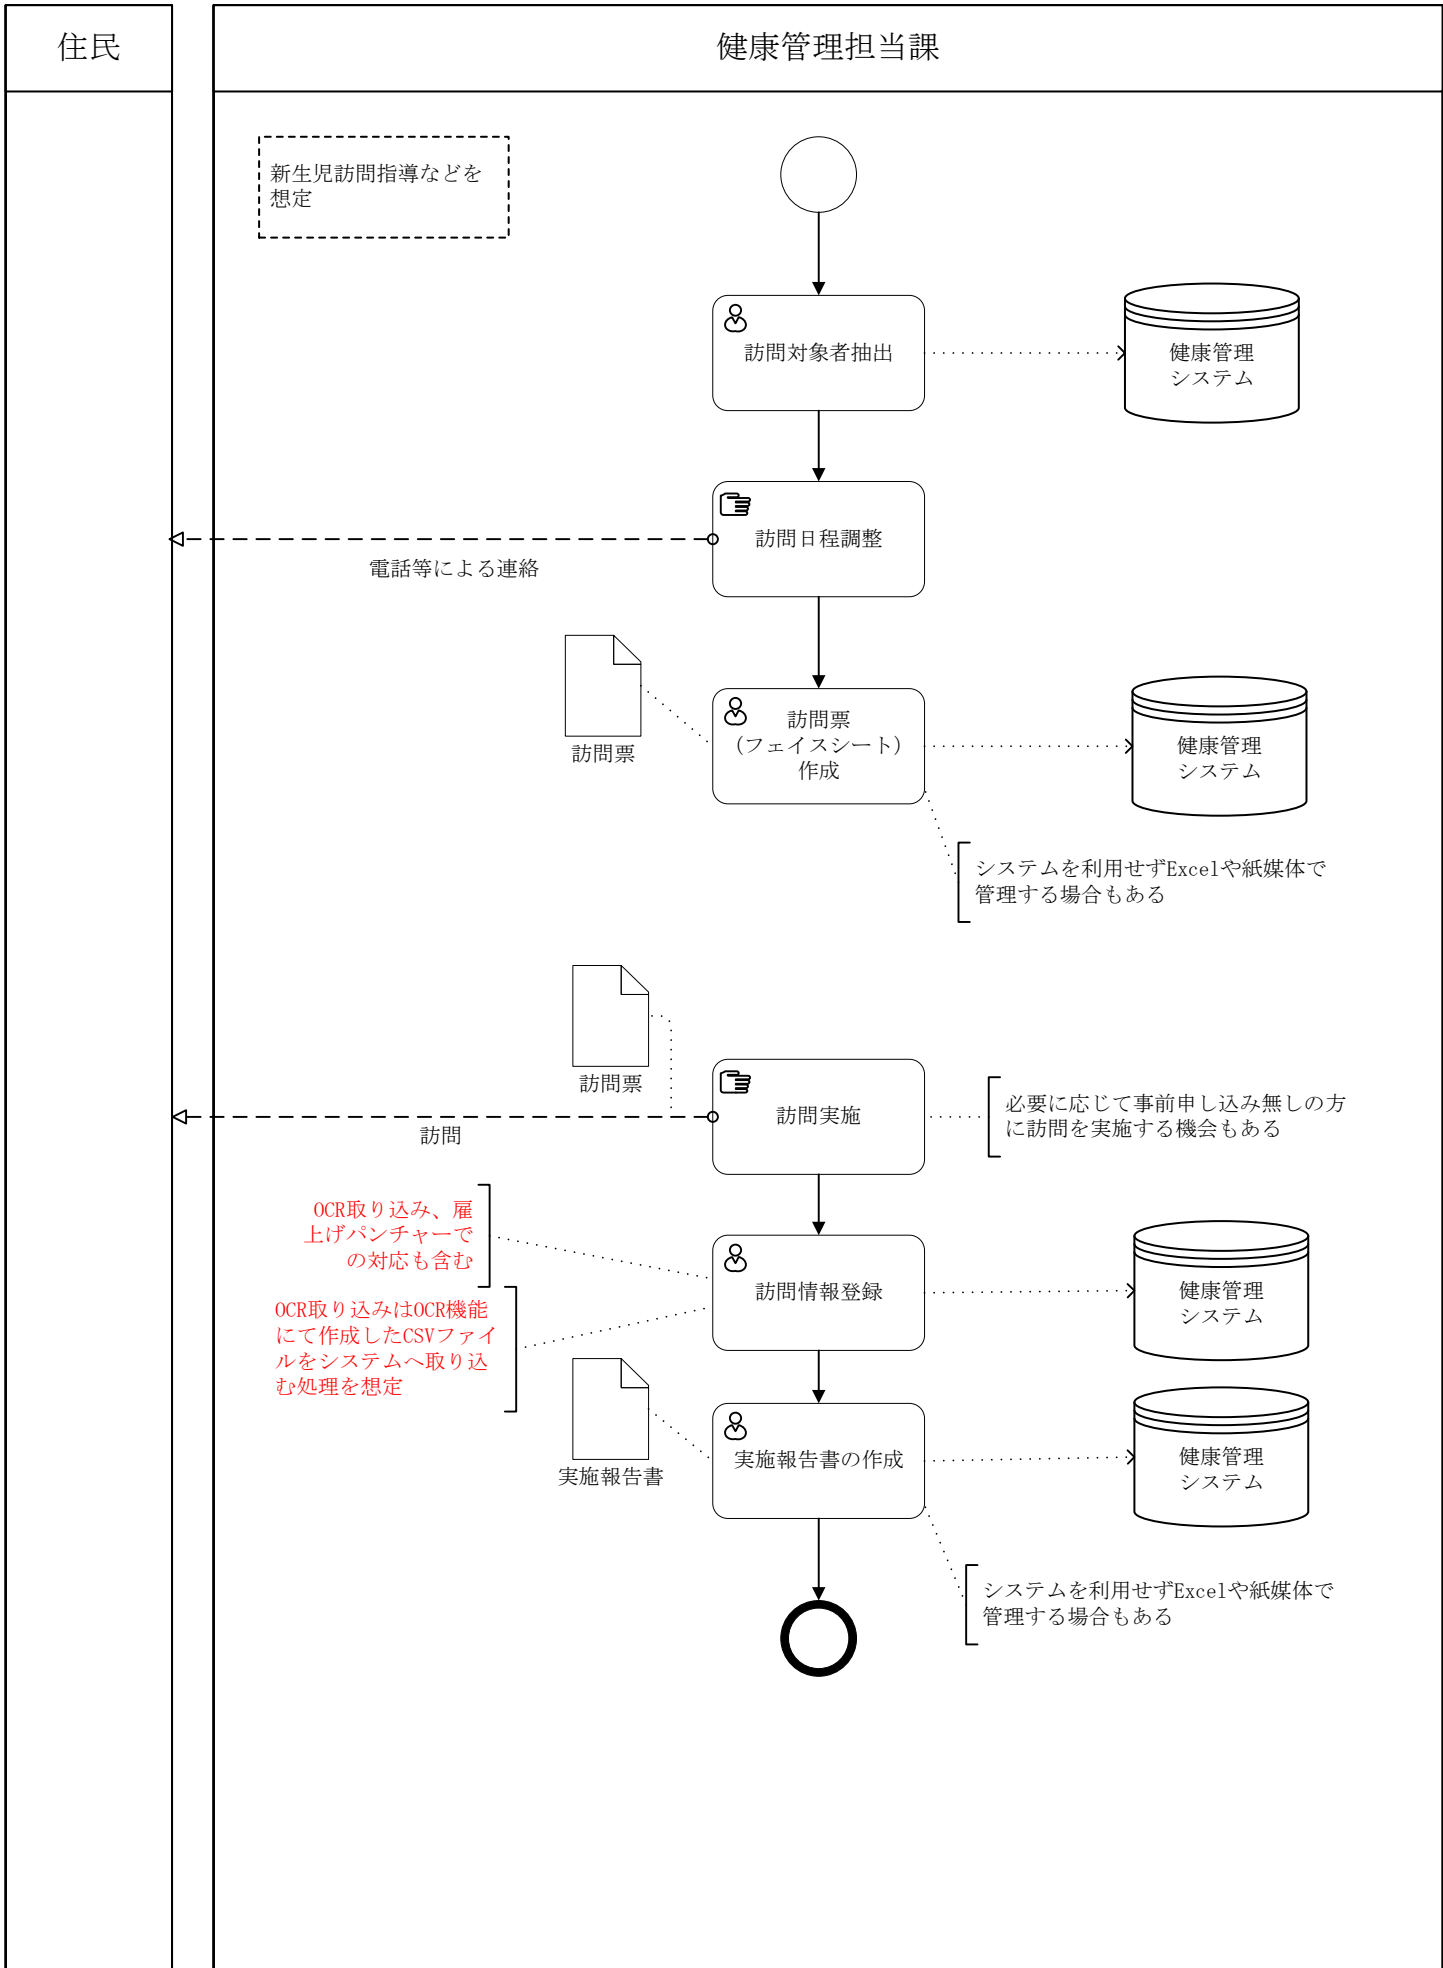 住民
健康管理担当課
新生児訪問指導などを
想定
訪問対象者抽出
健康管理
システム
訪問日程調整
電話等による連絡
訪問票
訪問票
（フェイスシート）
作成
健康管理
システム
システムを利用せずExcelや紙媒体で
管理する場合もある
訪問票
訪問実施
訪問
必要に応じて事前申し込み無しの方
に訪問を実施する機会もある
OCR取り込み、雇
上げパンチャーで
の対応も含む
訪問情報登録
健康管理
システム
OCR取り込みはOCR機能
にて作成したCSVファイ
ルをシステムへ取り込
む処理を想定
実施報告書
実施報告書の作成
健康管理
システム
システムを利用せずExcelや紙媒体で
管理する場合もある